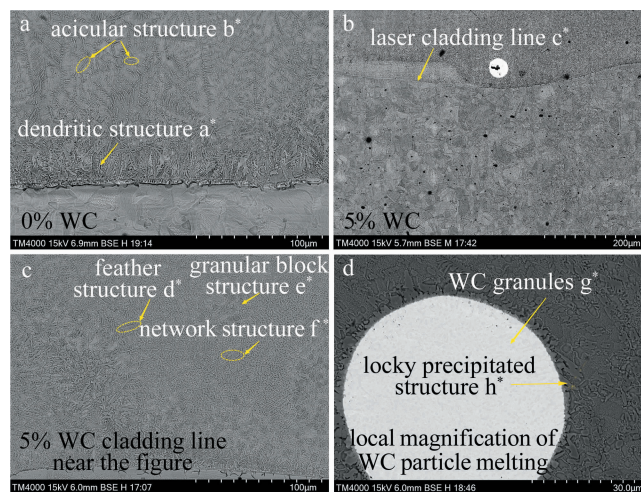 a
acicular structure b*
dendritic structure a*
0% WC
TM4000 15kV 6.9mm BSE H 19:14
100μm
b
laser cladding line c*
5% WC
TM4000 15kV 5.7mm BSE M 17:42
200μm
c
feather
structure d*
granular block
structure e*
network structure f*
5% WC cladding line
near the figure
TM4000 15kV 6.0mm BSE H 17:07
100μm
d
WC granules g*
locky precipitated
structure h*
local magnification of
WC particle melting
TM4000 15kV 6.0mm BSE H 18:46
30.0μm